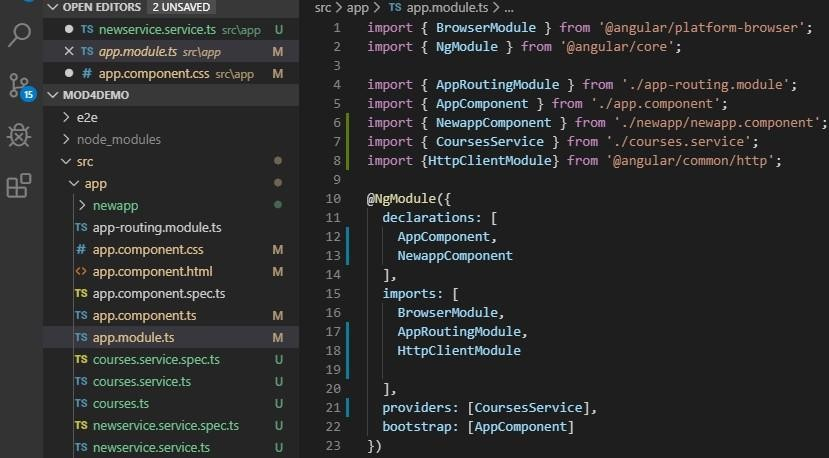 OPEN EDITORS 2 UNSAVED
newservice.service.ts src\app U
TS app.module.ts src\app M
# app.component.css src\app M
15
MOD4DEMO
e2e
node_modules
src
app
newapp
TS app-routing.module.ts
# app.component.css M
<> app.component.html M
TS app.component.spec.ts
TS app.component.ts M
TS app.module.ts M
TS courses.service.spec.ts U
TS courses.service.ts U
TS courses.ts U
TS newservice.service.spec.ts U
TS newservice.service.ts U
src > app > TS app.module.ts > ...
1 import { BrowserModule } from '@angular/platform-browser';
2 import { NgModule } from '@angular/core';
3
4 import { AppRoutingModule } from './app-routing.module';
5 import { AppComponent } from './app.component';
6 import { NewappComponent } from './newapp/newapp.component';
7 import { CoursesService } from './courses.service';
8 import {HttpClientModule} from '@angular/common/http';
9
10 @NgModule({
11 declarations: [
12 AppComponent,
13 NewappComponent
14 ],
15 imports: [
16 BrowserModule,
17 AppRoutingModule,
18 HttpClientModule
19
20 ],
21 providers: [CoursesService],
22 bootstrap: [AppComponent]
23 })